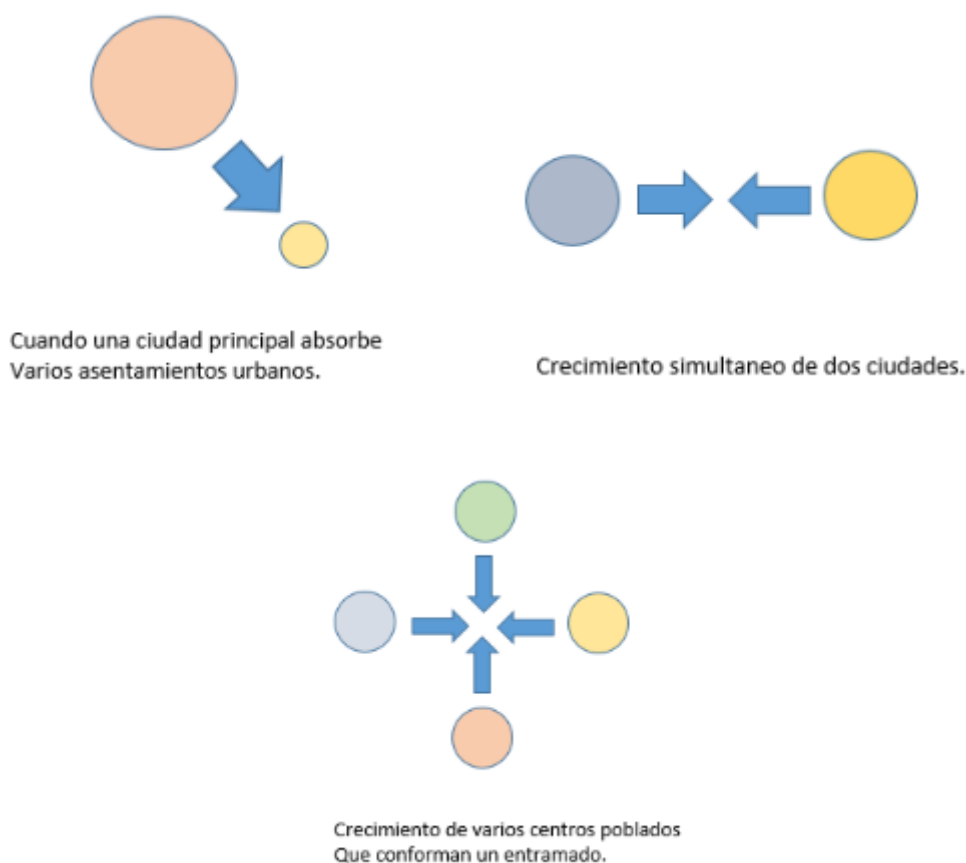 Cuando una ciudad principal absorbe
Varios asentamientos urbanos.
Crecimiento simultaneo de dos ciudades.
Crecimiento de varios centros poblados
Que conforman un entramado.